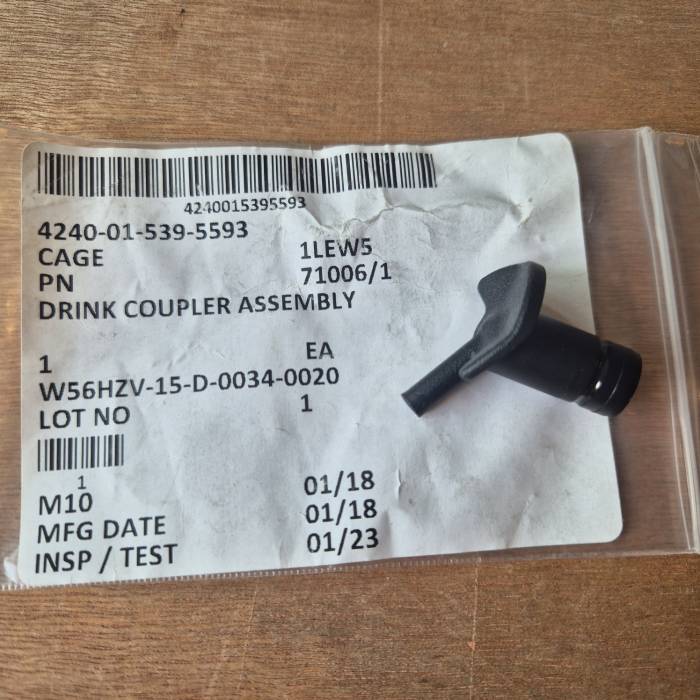 4240015395593
4240-01-539-5593
CAGE 1LEW5
PN 71006/1
DRINK COUPLER ASSEMBLY
1 EA
W56HZV-15-D-0034-0020
LOT NO 1
1
M10 01/18
MFG DATE 01/18
INSP / TEST 01/23